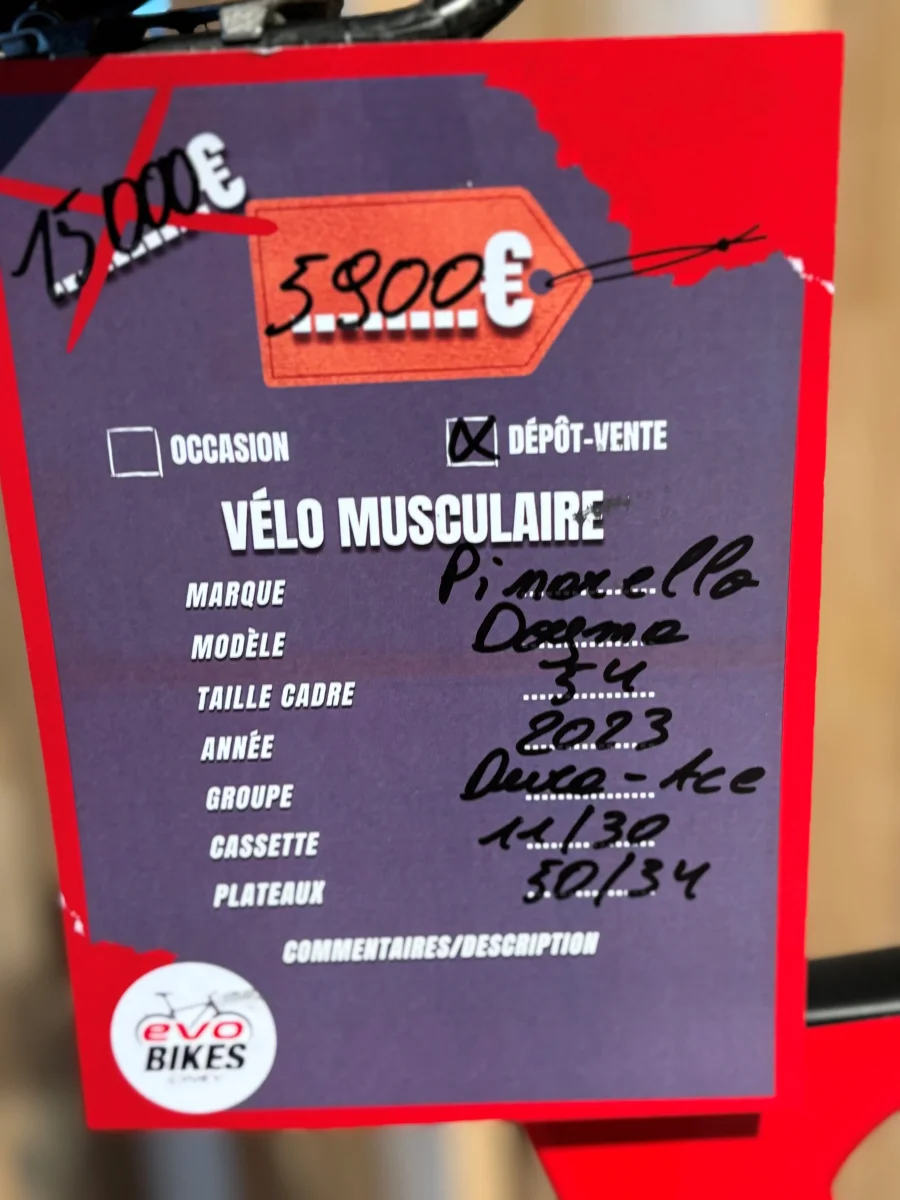 15000€
5900€
OCCASION
DÉPÔT-VENTE
VÉLO MUSCULAIRE
MARQUE Pinarello
MODÈLE Dogma
TAILLE CADRE 54
ANNÉE 2023
GROUPE Dura-Ace
CASSETTE 11/30
PLATEAUX 50/34
COMMENTAIRES/DESCRIPTION
evo
BIKES